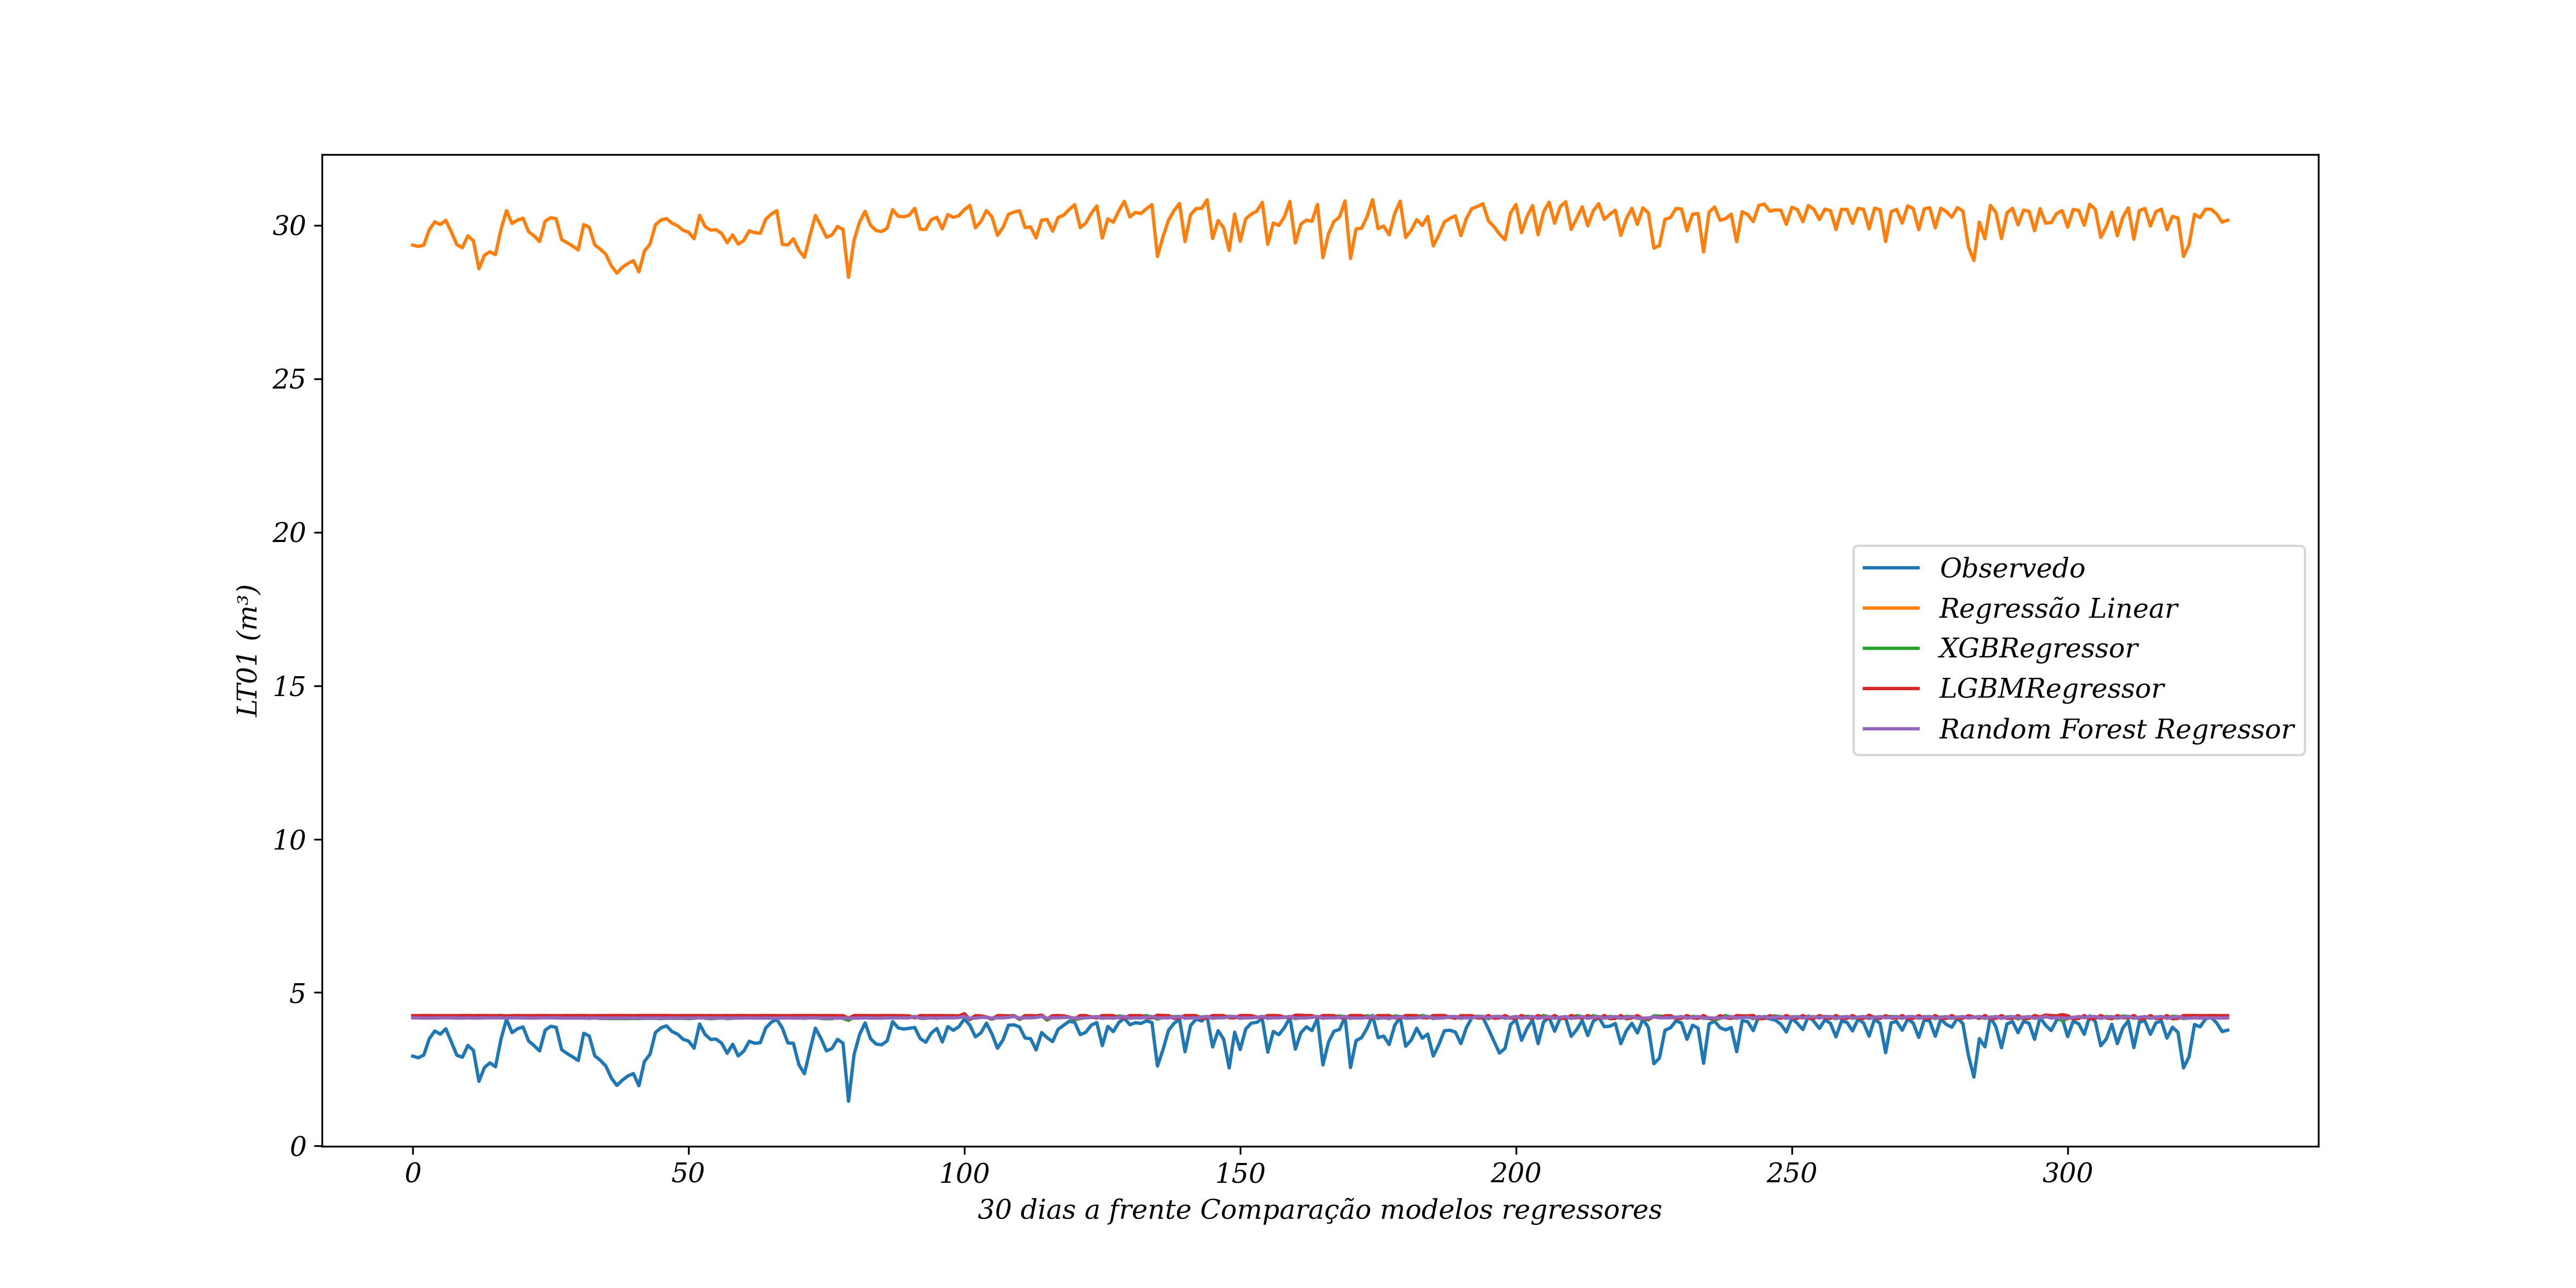 30
25
20
15
10
5
0
LT01 (m³)
Observedo
Regressão Linear
XGBRegressor
LGBMRegressor
Random Forest Regressor
0 50 100 150 200 250 300
30 dias a frente Comparação modelos regressores